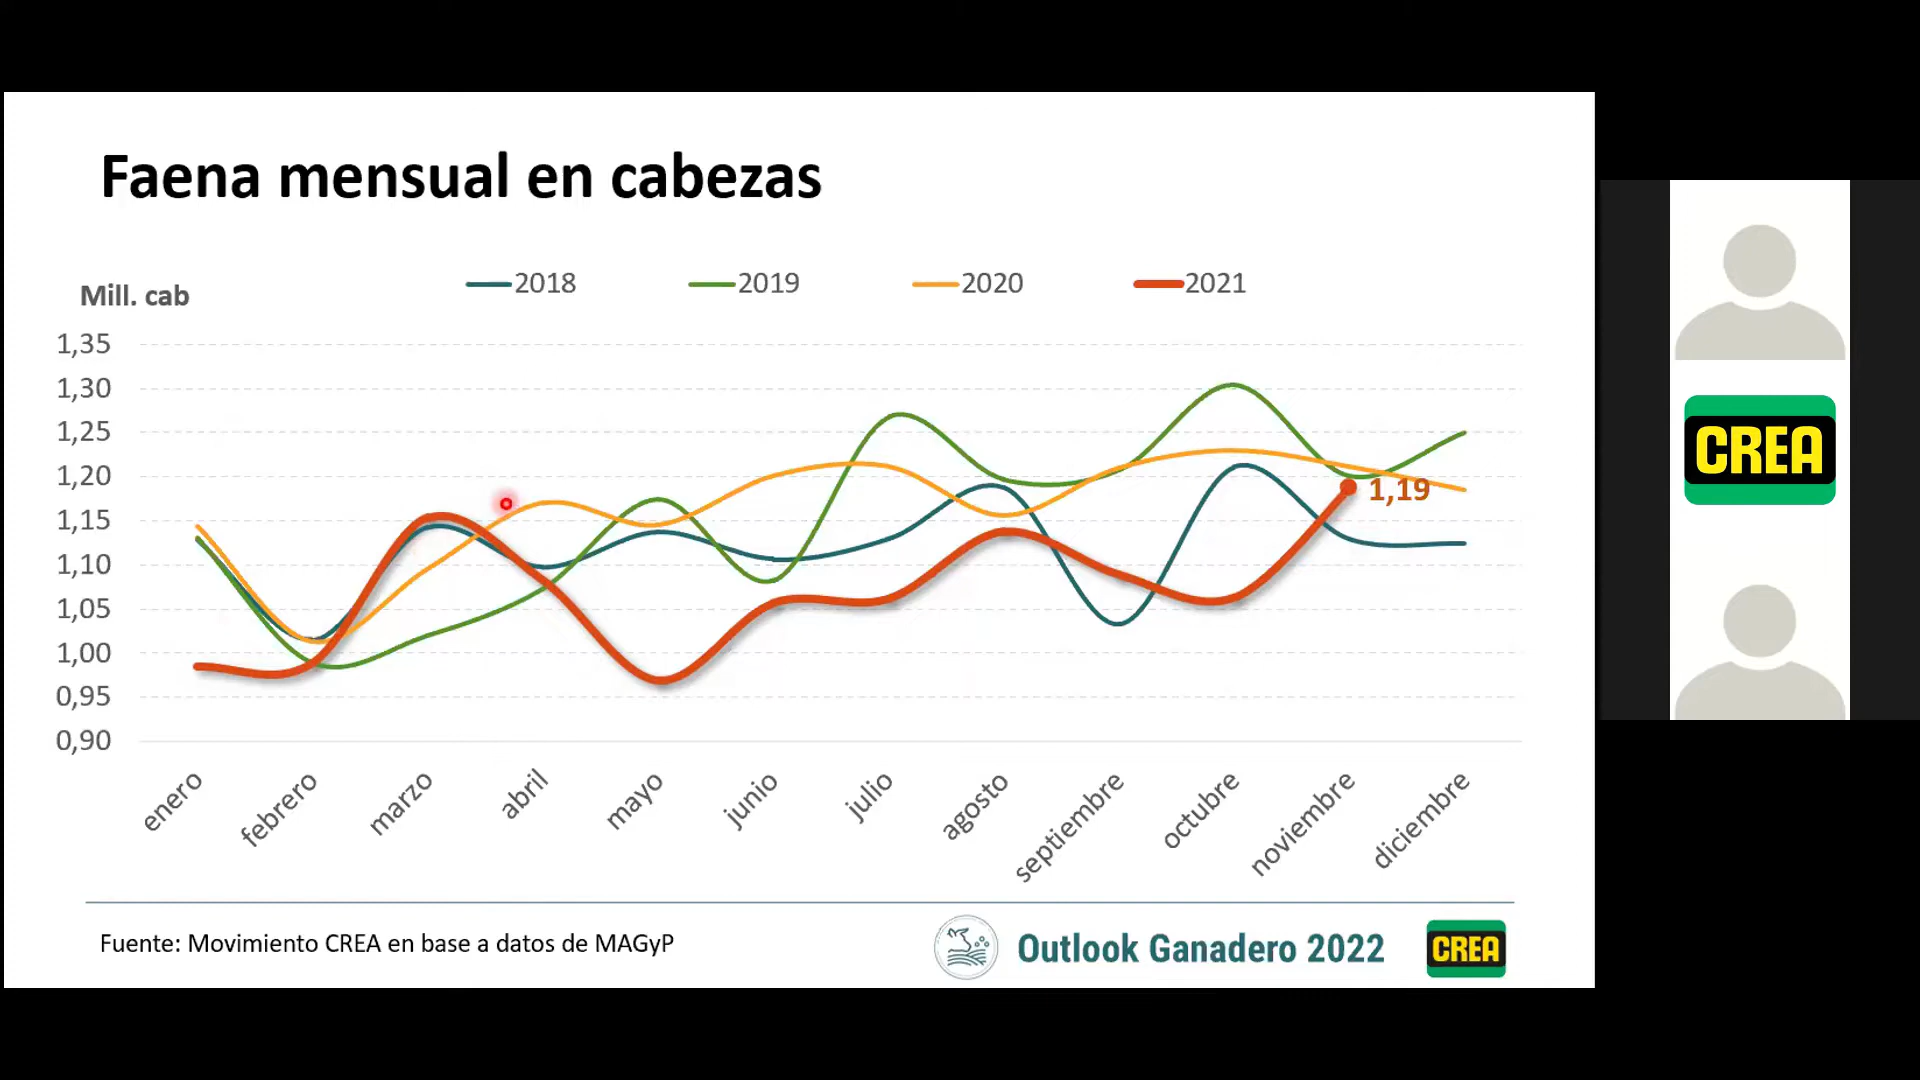 Faena mensual en cabezas
Mill. cab
2018
2019
2020
2021
1,35
1,30
1,25
1,20
1,15
1,10
1,05
1,00
0,95
0,90
1,19
enero
febrero
marzo
abril
mayo
junio
julio
agosto
septiembre
octubre
noviembre
diciembre
Fuente: Movimiento CREA en base a datos de MAGyP
Outlook Ganadero 2022
CREA
CREA